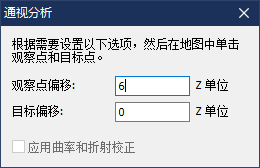 通视分析
根据需要设置以下选项，然后在地图中单击
观察点和目标点。
观察点偏移: 6 Z 单位
目标偏移: 0 Z 单位
应用曲率和折射校正